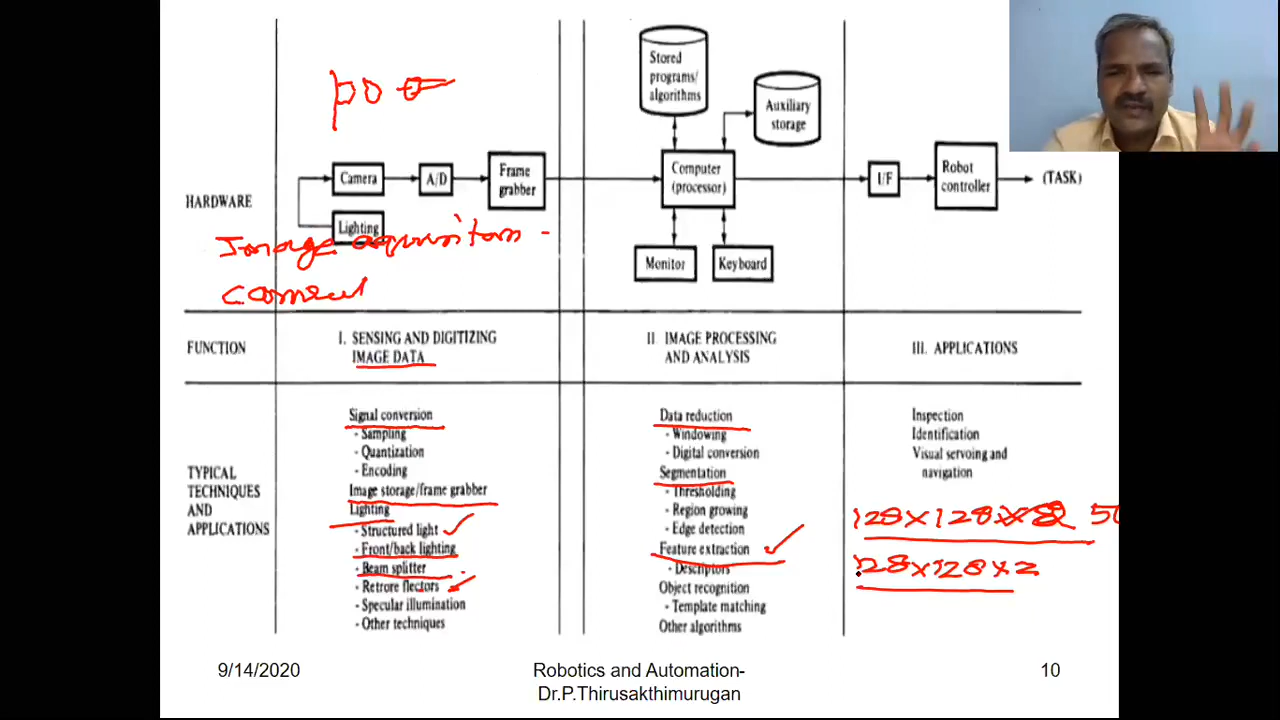 Stored
programs/
algorithms
Auxiliary
storage
HARDWARE
Camera
A/D
Frame
grabber
Computer
(processor)
I/F
Robot
controller
(TASK)
Lighting
Image
Monitor
Keyboard
FUNCTION
I. SENSING AND DIGITIZING
IMAGE DATA
II IMAGE PROCESSING
AND ANALYSIS
III. APPLICATIONS
TYPICAL
TECHNIQUES
AND
APPLICATIONS
Signal conversion
- Sampling
- Quantization
- Encoding
Image storage/frame grabber
Lighting
- Structured light
- Front/back lighting
- Beam splitter
- Retrore flectors
- Specular illumination
- Other techniques
Data reduction
- Windowing
- Digital conversion
Segmentation
- Thresholding
- Region growing
- Edge detection
Feature extraction
- Descriptors
Object recognition
- Template matching
Other algorithms
Inspection
Identification
Visual servoing and
navigation
128×128×
128×128×2
9/14/2020
Robotics and Automation-
Dr.P.Thirusakthimurugan
10